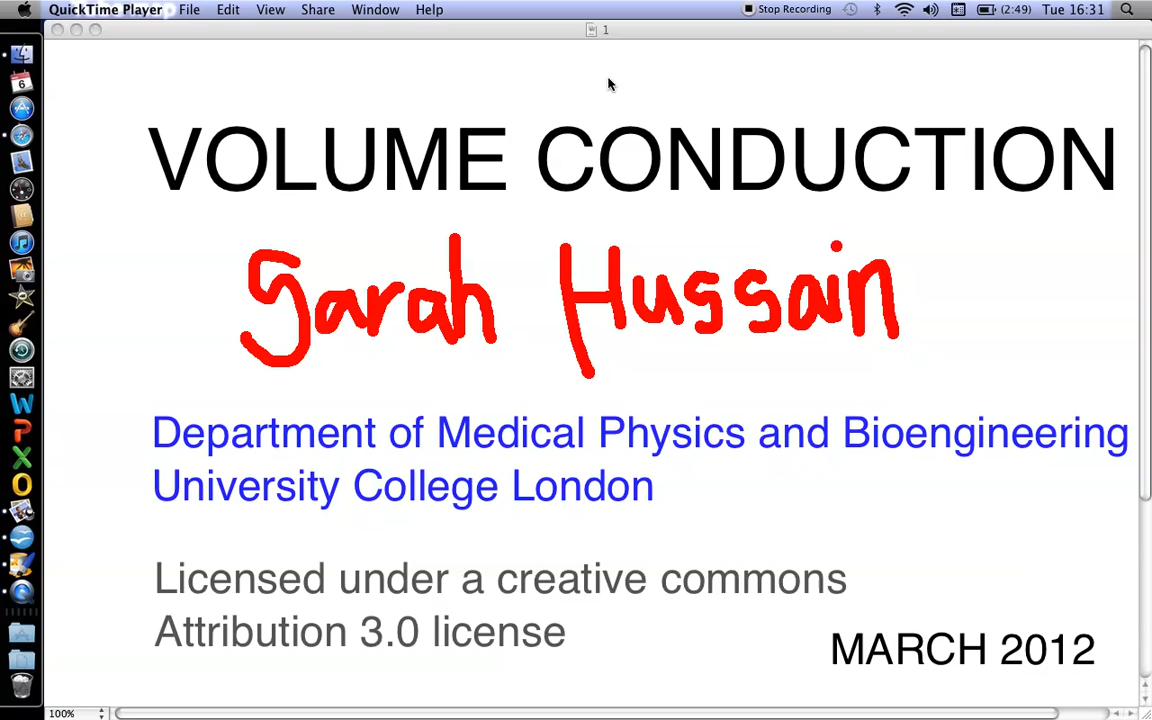 QuickTime Player File Edit View Share Window Help Stop Recording (2:49) Tue 16:31
1
6
VOLUME CONDUCTION
Sarah Hussain
Department of Medical Physics and Bioengineering
University College London
Licensed under a creative commons
Attribution 3.0 license
MARCH 2012
100%